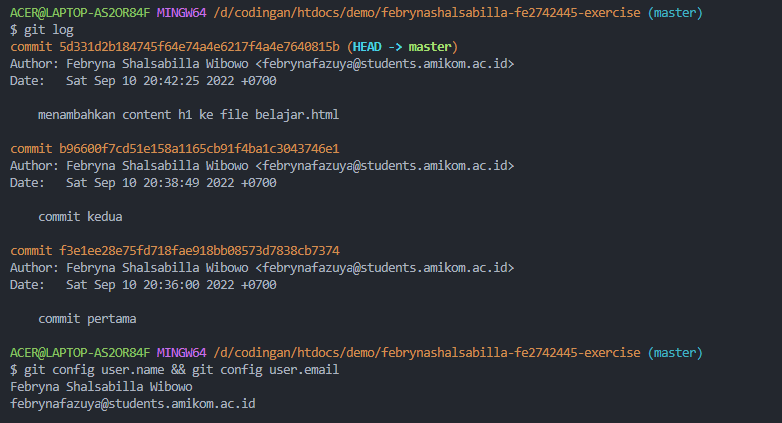 ACER@LAPTOP-AS2OR84F MINGW64 /d/codingan/htdocs/demo/febrynashalsabilla-fe2742445-exercise (master)
$ git log
commit 5d331d2b184745f64e74a4e6217f4a4e7640815b (HEAD -> master)
Author: Febryna Shalsabilla Wibowo <febrynafazuya@students.amikom.ac.id>
Date:   Sat Sep 10 20:42:25 2022 +0700

    menambahkan content h1 ke file belajar.html

commit b96600f7cd51e158a1165cb91f4ba1c3043746e1
Author: Febryna Shalsabilla Wibowo <febrynafazuya@students.amikom.ac.id>
Date:   Sat Sep 10 20:38:49 2022 +0700

    commit kedua

commit f3e1ee28e75fd718fae918bb08573d7838cb7374
Author: Febryna Shalsabilla Wibowo <febrynafazuya@students.amikom.ac.id>
Date:   Sat Sep 10 20:36:00 2022 +0700

    commit pertama

ACER@LAPTOP-AS2OR84F MINGW64 /d/codingan/htdocs/demo/febrynashalsabilla-fe2742445-exercise (master)
$ git config user.name && git config user.email
Febryna Shalsabilla Wibowo
febrynafazuya@students.amikom.ac.id